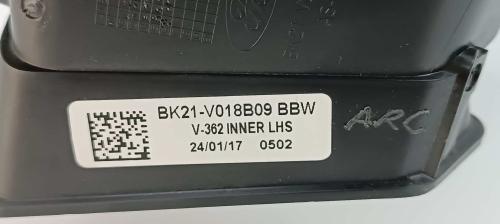 BK21-V018B09 BBW
V-362 INNER LHS
24/01/17 0502
ARC